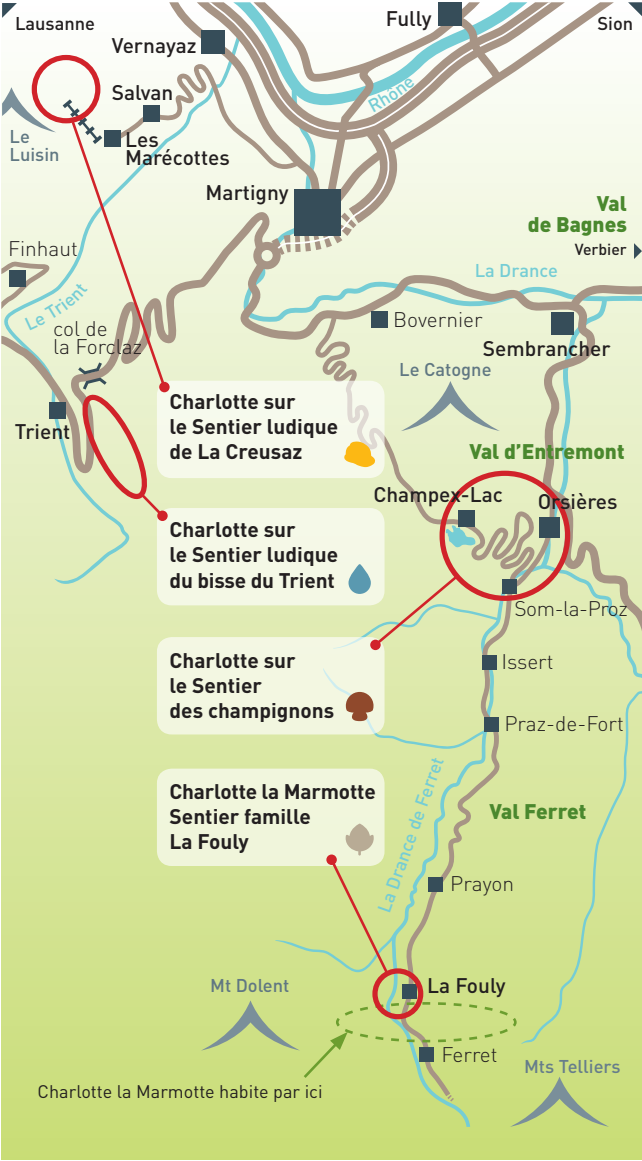 Lausanne
Fully
Sion
Vernayaz
Rhône
Salvan
Le
Luisin
Les
Marécottes
Martigny
Val
de Bagnes
Verbier
Finhaut
La Drance
Le Trient
col de
la Forclaz
Bovernier
Sembrancher
Le Catogne
Trient
Charlotte sur
le Sentier ludique
de La Creusaz
Val d'Entremont
Champex-Lac
Orsières
Charlotte sur
le Sentier ludique
du bisse du Trient
Som-la-Proz
Charlotte sur
le Sentier
des champignons
Issert
Praz-de-Fort
Charlotte la Marmotte
Sentier famille
La Fouly
Val Ferret
La Drance de Ferret
Prayon
Mt Dolent
La Fouly
Ferret
Mts Telliers
Charlotte la Marmotte habite par ici